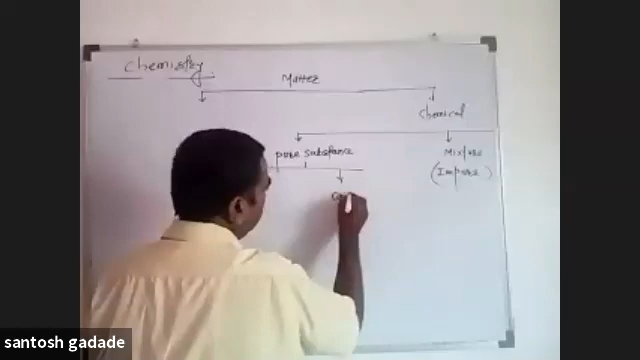 Chemistry
Matter
Chemical
pure substance
Mixture
(Impure)
santosh gadade